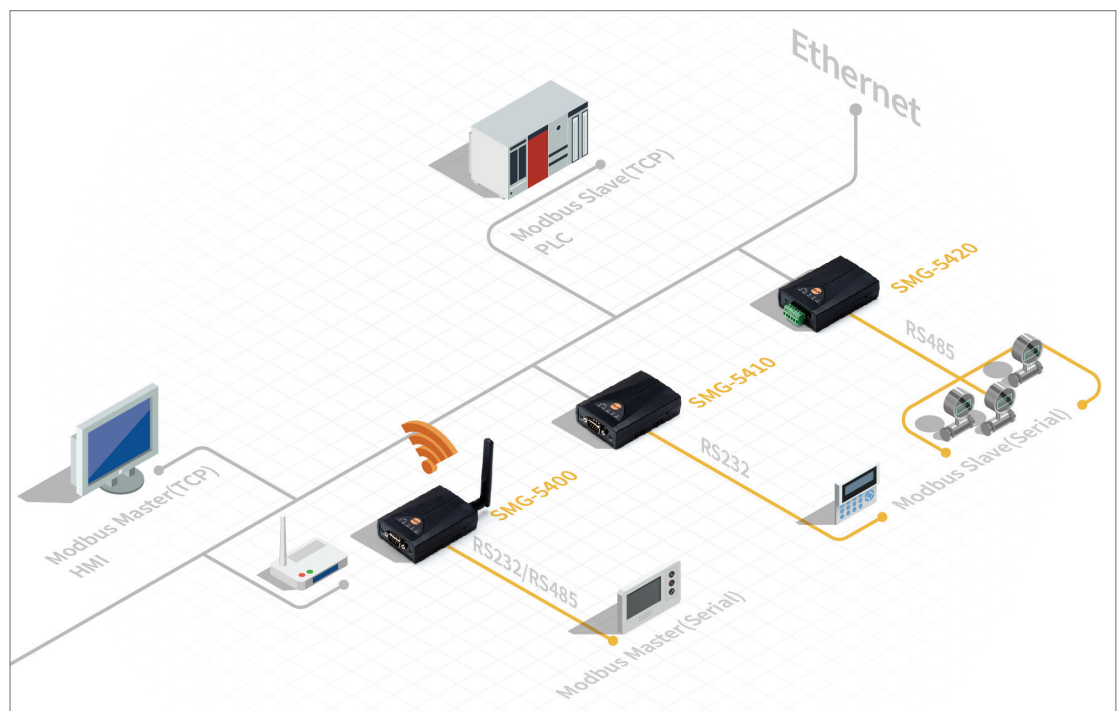 Ethernet
Modbus Slave(TCP)
PLC
SMG-5420
RS485
SMG-5410
Modbus Slave(Serial)
RS232
Modbus Master(TCP)
HMI
SMG-5400
RS232/RS485
Modbus Master(Serial)